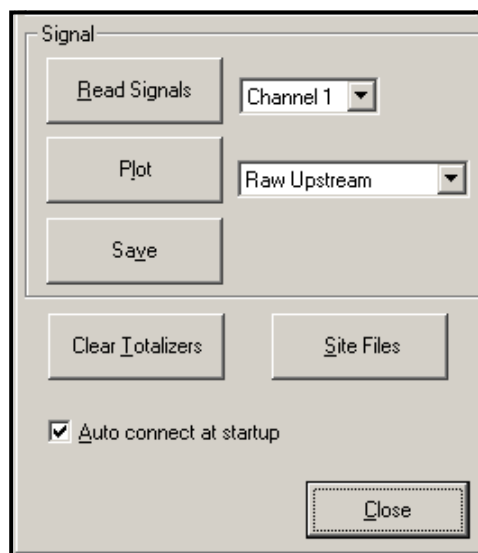 Signal
Read Signals
Channel 1
Plot
Raw Upstream
Save
Clear Totalizers
Site Files
Auto connect at startup
Close